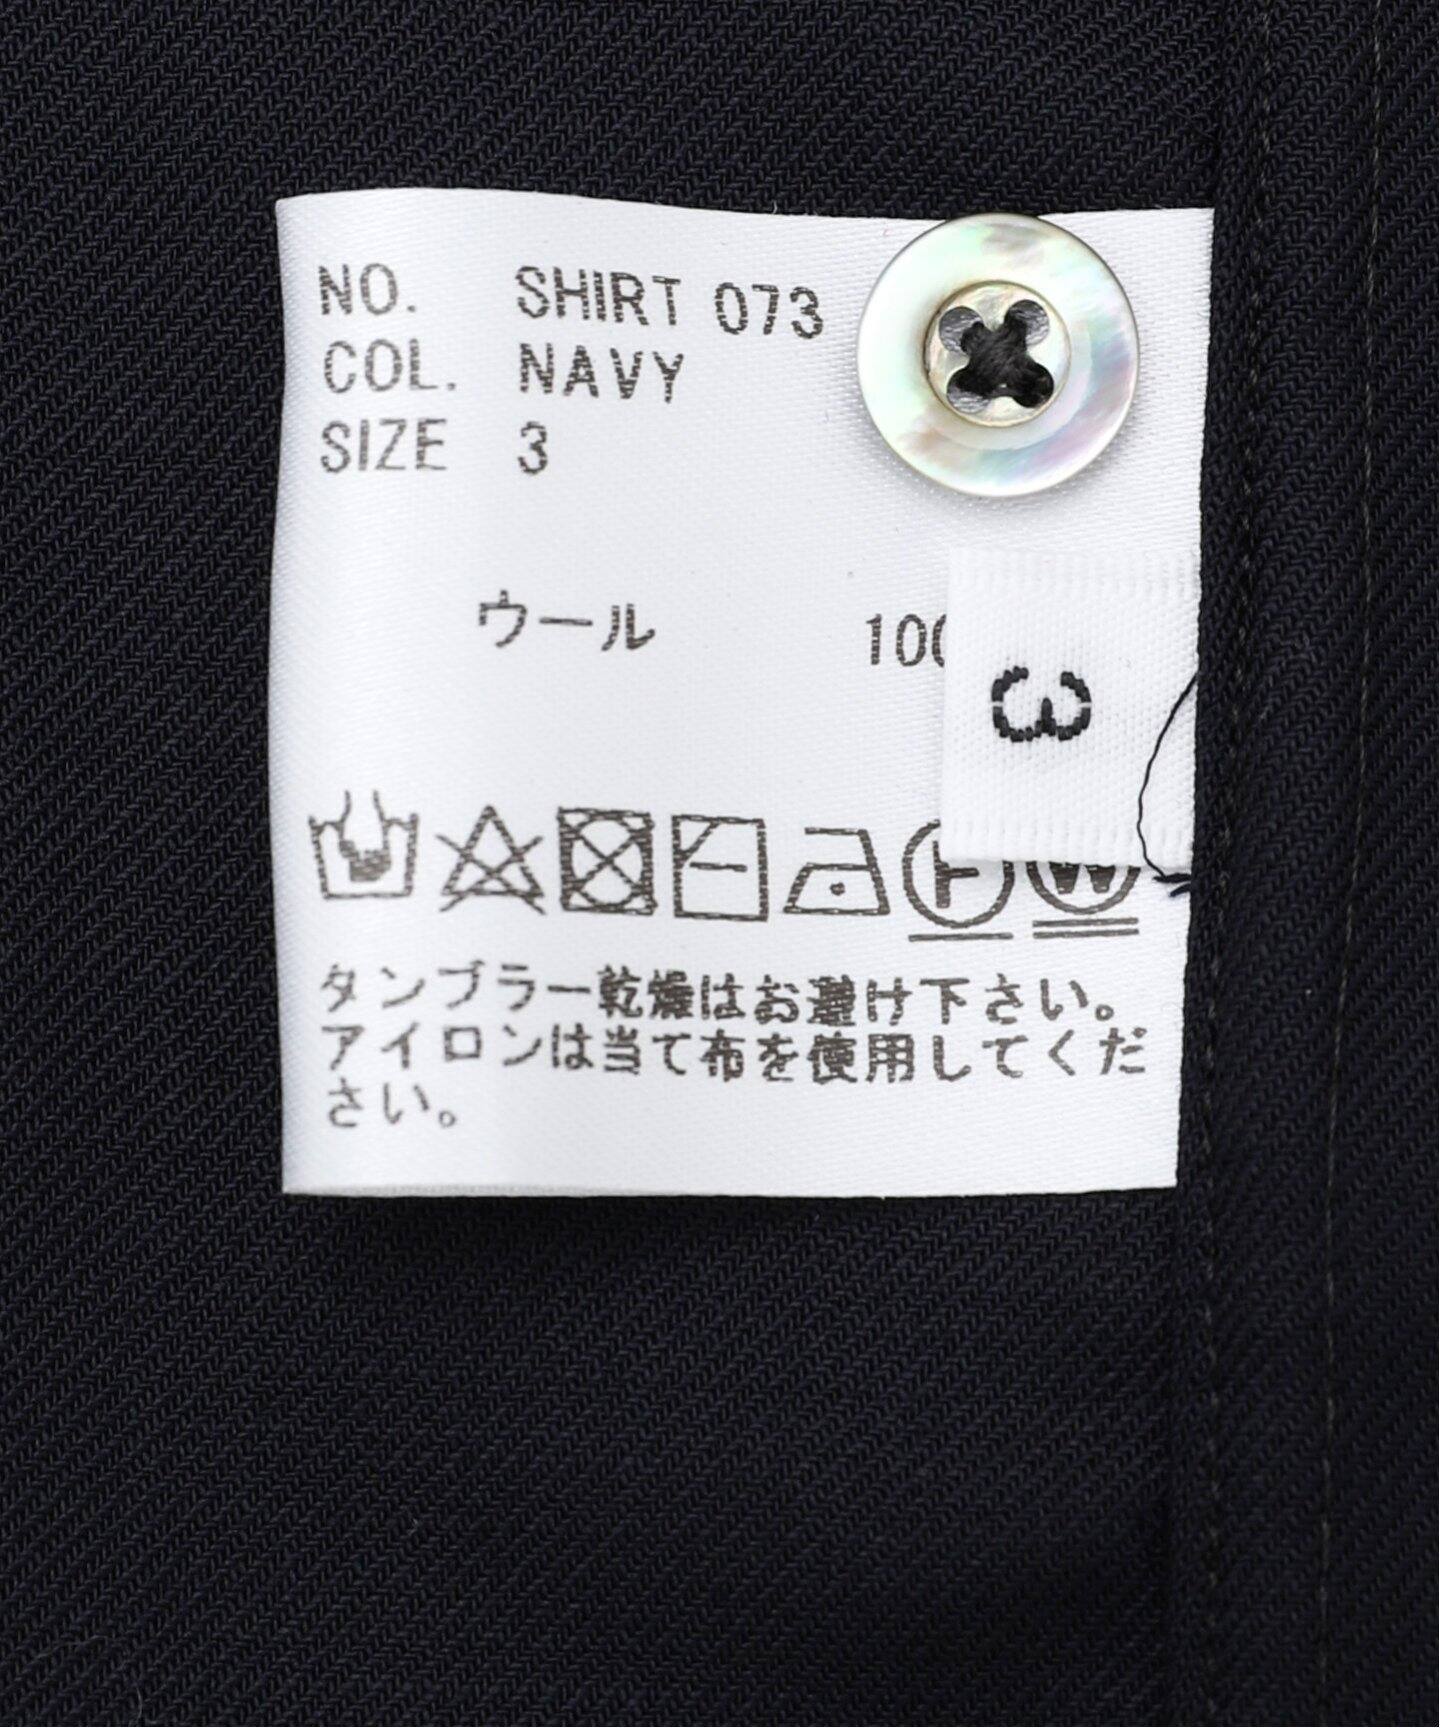 NO. SHIRT 073
COL. NAVY
SIZE 3
ウール 100
3
F W
タンブラー乾燥はお避け下さい。
アイロンは当て布を使用してくだ
さい。